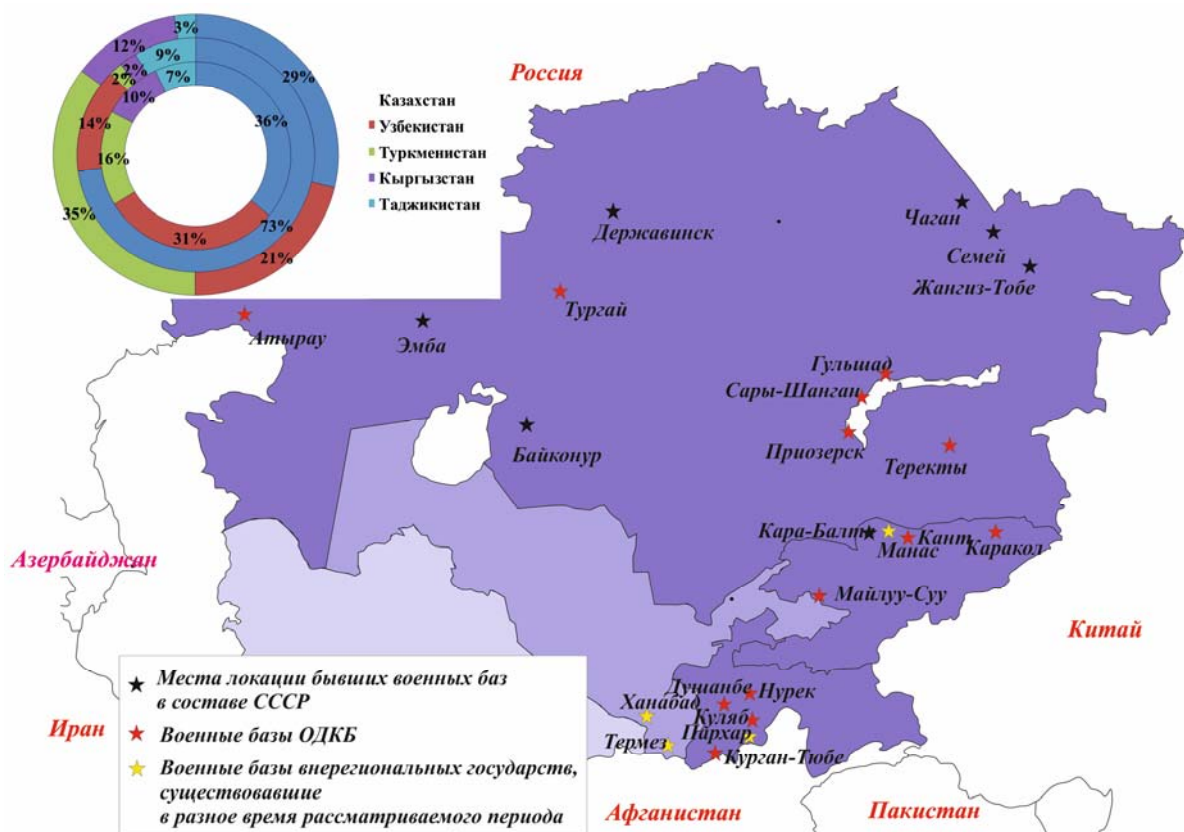 3%
12%
9%
2%
2%
7%
10%
29%
36%
14%
16%
35%
73%
31%
21%
Казахстан
Узбекистан
Туркменистан
Кыргызстан
Таджикистан
Россия
Державинск
Чаган
Семей
Жангиз-Тобе
Тургай
Атырау
Эмба
Гульшад
Сары-Шанган
Приозерск
Теректы
Байконур
Кара-Балт
Манас
Кант
Каракол
Азербайджан
Майлуу-Суу
Китай
Места локации бывших военных баз
в составе СССР
Военные базы ОДКБ
Военные базы внерегиональных государств,
существовавшие
в разное время рассматриваемого периода
Иран
Душанбе
Нурек
Ханабад
Куляб
Пархар
Термез
Курган-Тюбе
Афганистан
Пакистан